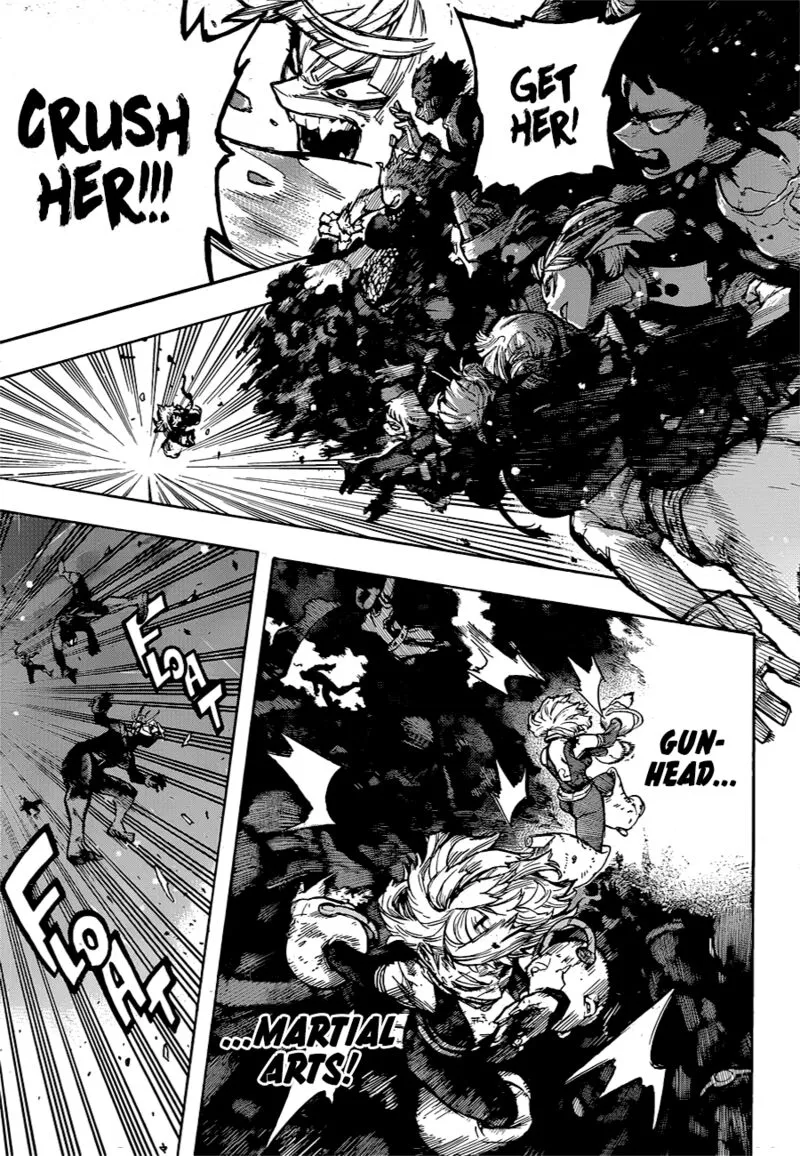 GET
HER!
CRUSH
HER!!!
GUN-
HEAD...
...MARTIAL
ARTS!
FLOAT
FLOAT